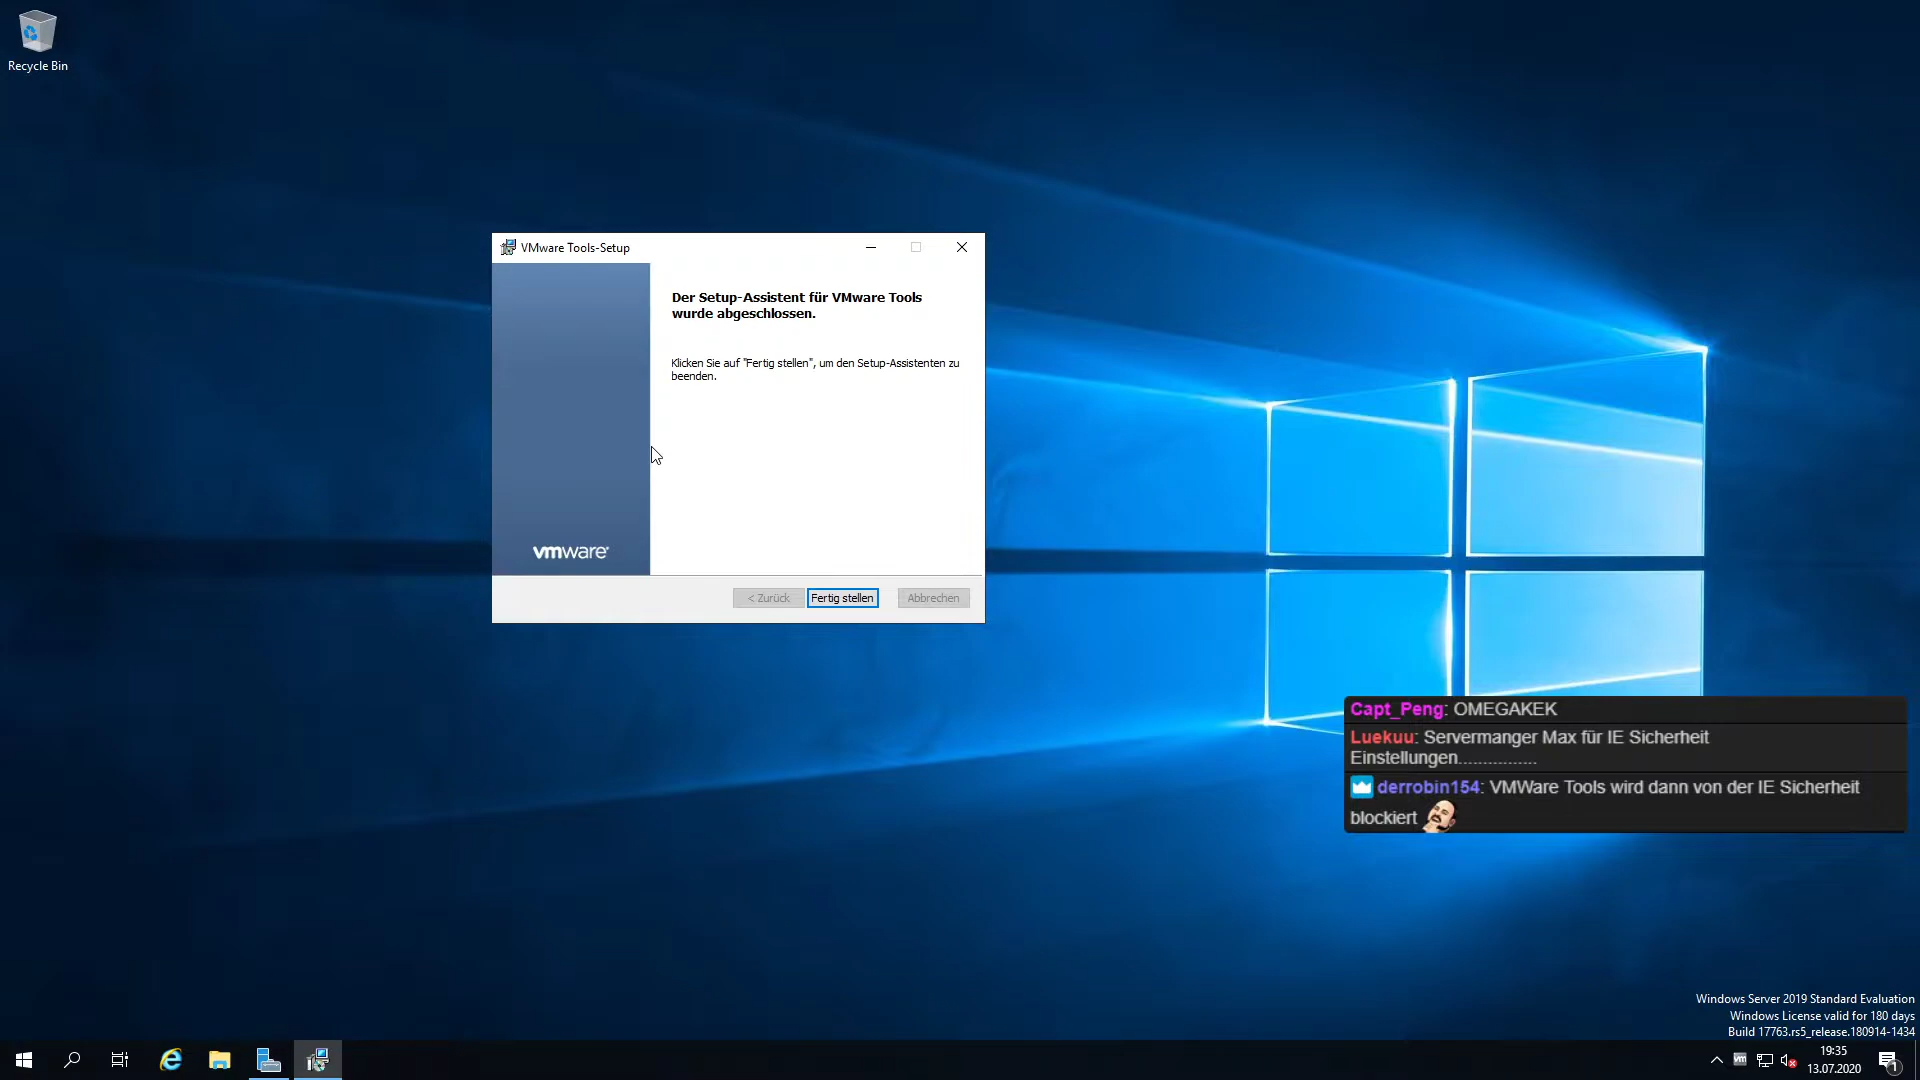 Recycle Bin
VMware Tools-Setup
Der Setup-Assistent für VMware Tools
wurde abgeschlossen.
Klicken Sie auf "Fertig stellen", um den Setup-Assistenten zu
beenden.
vmware
< Zurück
Fertig stellen
Abbrechen
Capt_Peng: OMEGAKEK
Luekuu: Servermanger Max für IE Sicherheit
Einstellungen................
derrobin154: VMWare Tools wird dann von der IE Sicherheit
blockiert
Windows Server 2019 Standard Evaluation
Windows License valid for 180 days
Build 17763.rs5_release.180914-1434
vm
19:35
13.07.2020
1